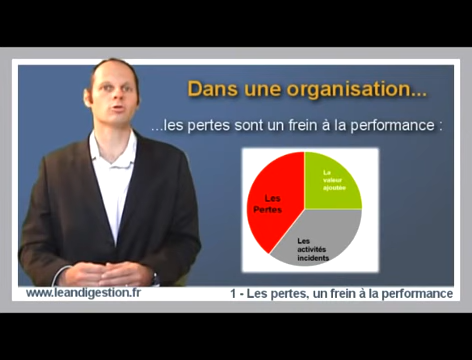 Dans une organisation...
...les pertes sont un frein à la performance :
La
valeur
ajoutée
Les
Pertes
Les
activités
incidents
www.leandigestion.fr
1 - Les pertes, un frein à la performance